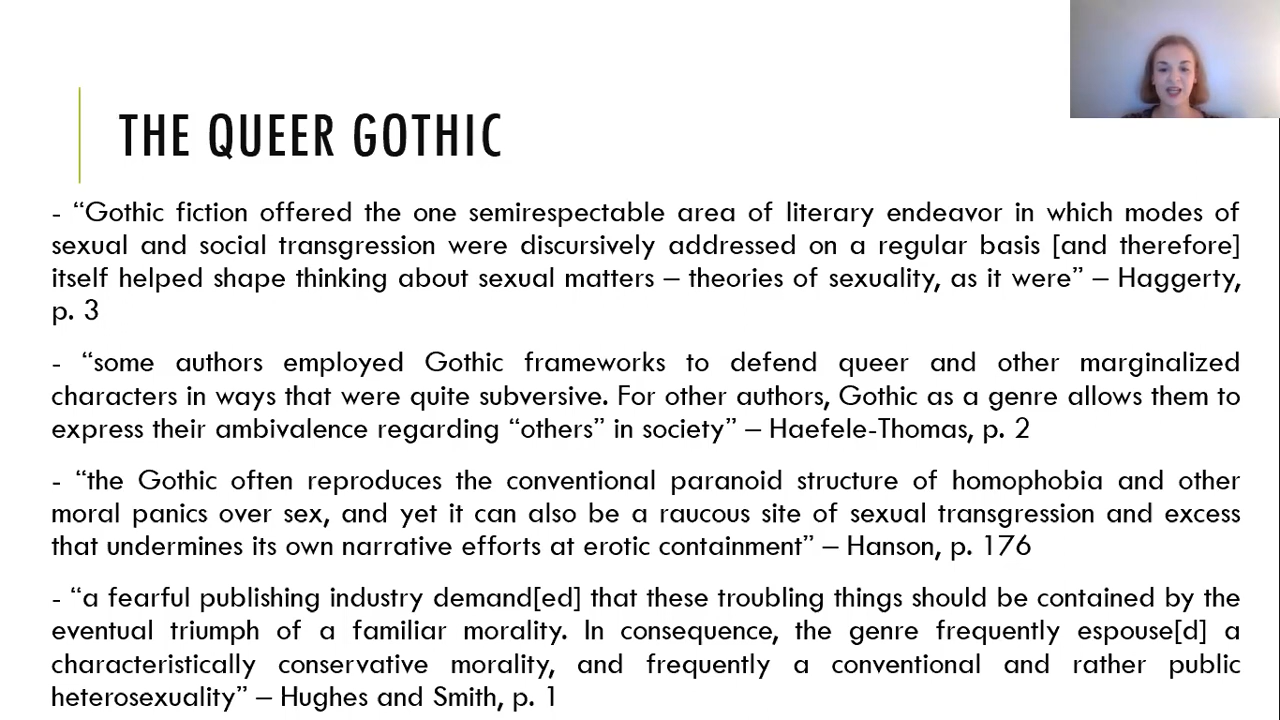 THE QUEER GOTHIC
- “Gothic fiction offered the one semirespectable area of literary endeavor in which modes of
sexual and social transgression were discursively addressed on a regular basis [and therefore]
itself helped shape thinking about sexual matters – theories of sexuality, as it were” – Haggerty,
p. 3
- “some authors employed Gothic frameworks to defend queer and other marginalized
characters in ways that were quite subversive. For other authors, Gothic as a genre allows them to
express their ambivalence regarding “others” in society” – Haefele-Thomas, p. 2
- “the Gothic often reproduces the conventional paranoid structure of homophobia and other
moral panics over sex, and yet it can also be a raucous site of sexual transgression and excess
that undermines its own narrative efforts at erotic containment” – Hanson, p. 176
- “a fearful publishing industry demand[ed] that these troubling things should be contained by the
eventual triumph of a familiar morality. In consequence, the genre frequently espouse[d] a
characteristically conservative morality, and frequently a conventional and rather public
heterosexuality” – Hughes and Smith, p. 1